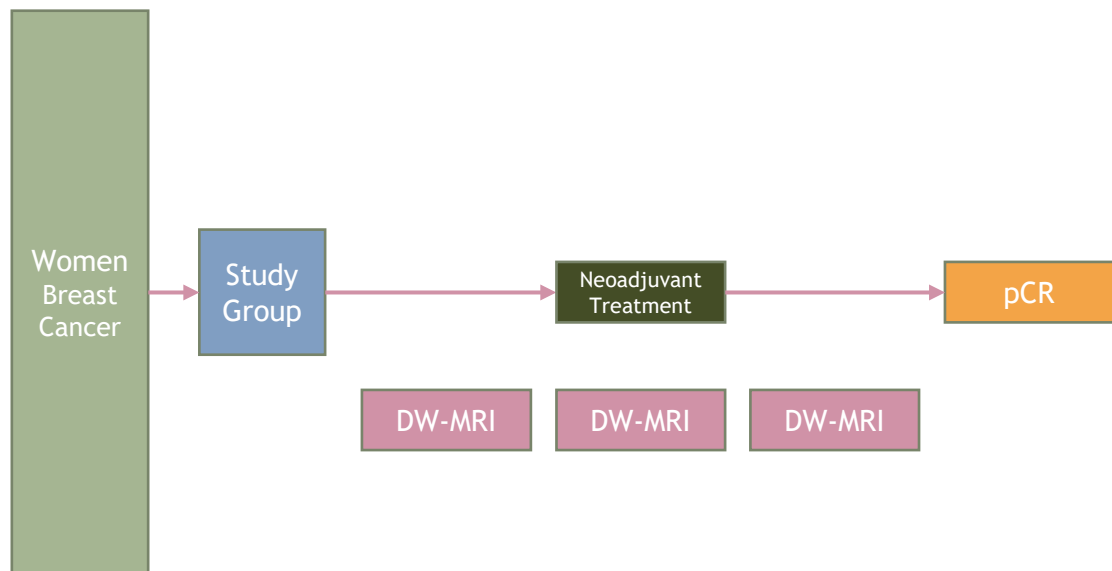 Women
Breast
Cancer
Study
Group
Neoadjuvant
Treatment
pCR
DW-MRI
DW-MRI
DW-MRI